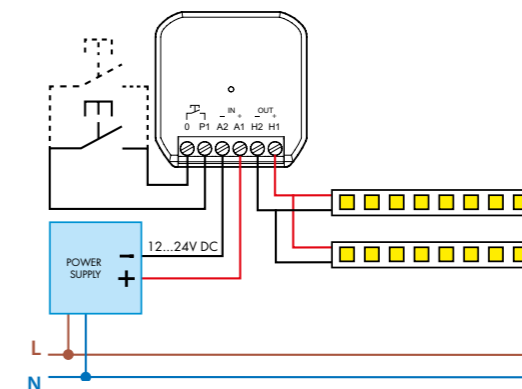 − IN + − OUT +
0 P1 A2 A1 H2 H1
12...24V DC
POWER
SUPPLY
−
+
L
N